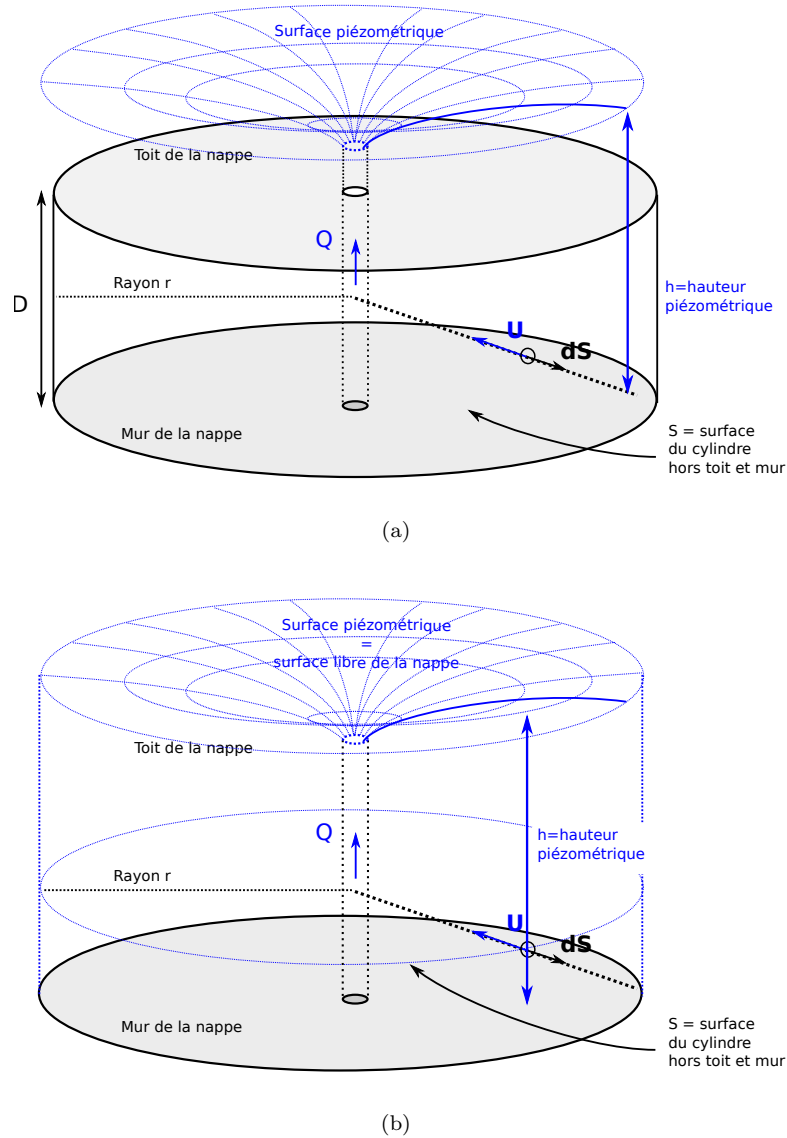 Surface piézométrique
Toit de la nappe
Q
Rayon r
D
h=hauteur
piézométrique
U
dS
Mur de la nappe
S = surface
du cylindre
hors toit et mur
(a)
Surface piézométrique
=
surface libre de la nappe
Toit de la nappe
Q
h=hauteur
piézométrique
Rayon r
U
dS
Mur de la nappe
S = surface
du cylindre
hors toit et mur
(b)